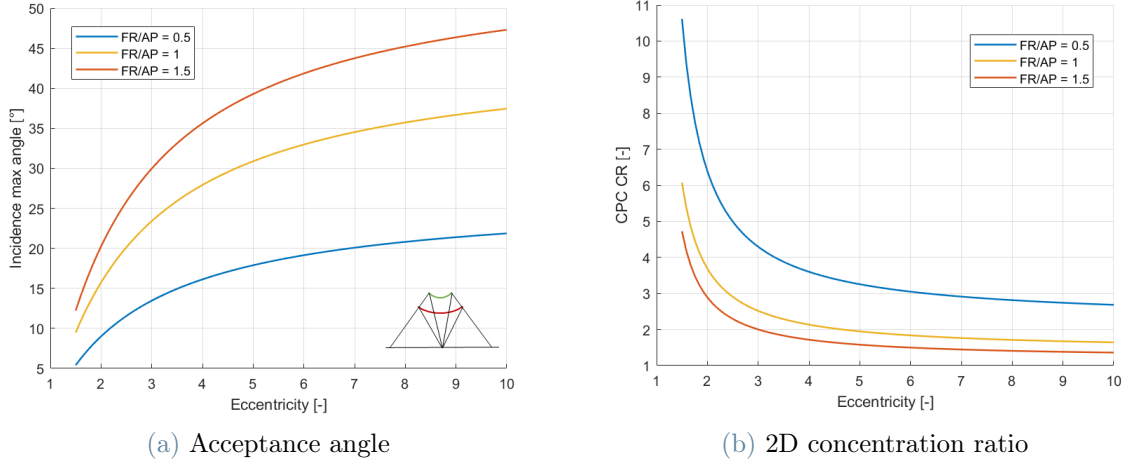 50
45
40
35
30
25
20
15
10
5
Incidence max angle [°]
FR/AP = 0.5
FR/AP = 1
FR/AP = 1.5
1 2 3 4 5 6 7 8 9 10
Eccentricity [-]
(a) Acceptance angle
11
10
9
8
7
6
5
4
3
2
1
CPC CR [-]
FR/AP = 0.5
FR/AP = 1
FR/AP = 1.5
1 2 3 4 5 6 7 8 9 10
Eccentricity [-]
(b) 2D concentration ratio